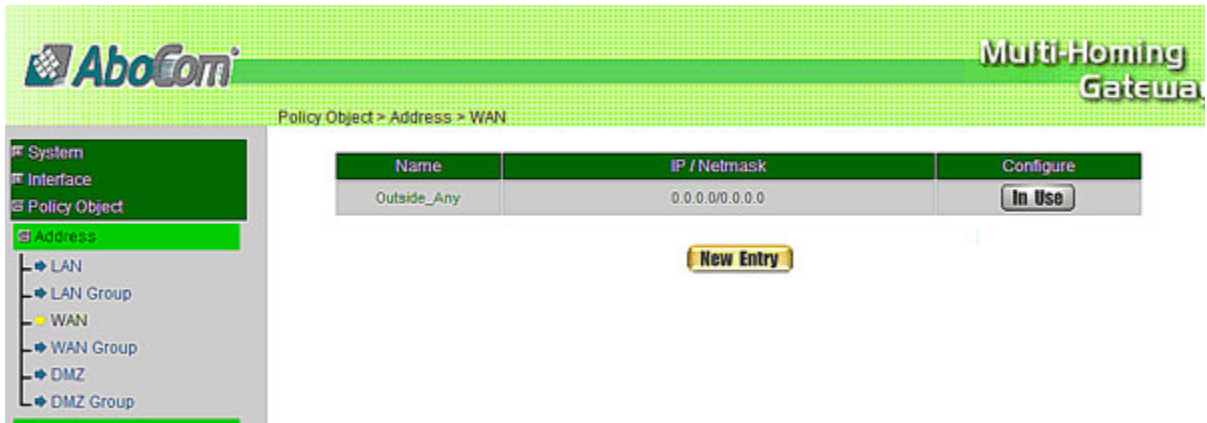 AboCom
Multi-Homing
Gateway
Policy Object > Address > WAN
System
Interface
Policy Object
Address
LAN
LAN Group
WAN
WAN Group
DMZ
DMZ Group
Name IP / Netmask Configure
Outside_Any 0.0.0.0/0.0.0.0 In Use
New Entry